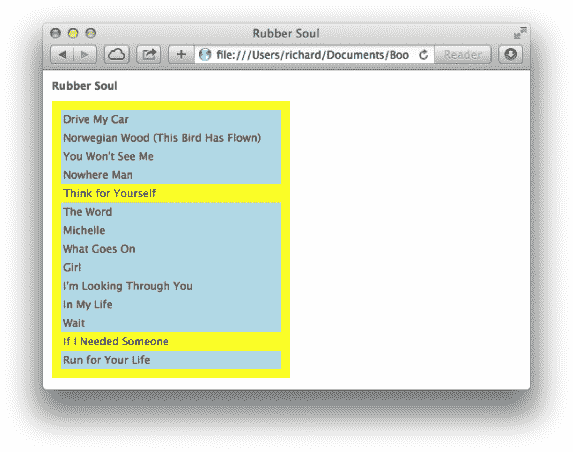 Rubber Soul
file:///Users/richard/Documents/Boo
Reader
Rubber Soul
Drive My Car
Norwegian Wood (This Bird Has Flown)
You Won't See Me
Nowhere Man
Think for Yourself
The Word
Michelle
What Goes On
Girl
I'm Looking Through You
In My Life
Wait
If I Needed Someone
Run for Your Life